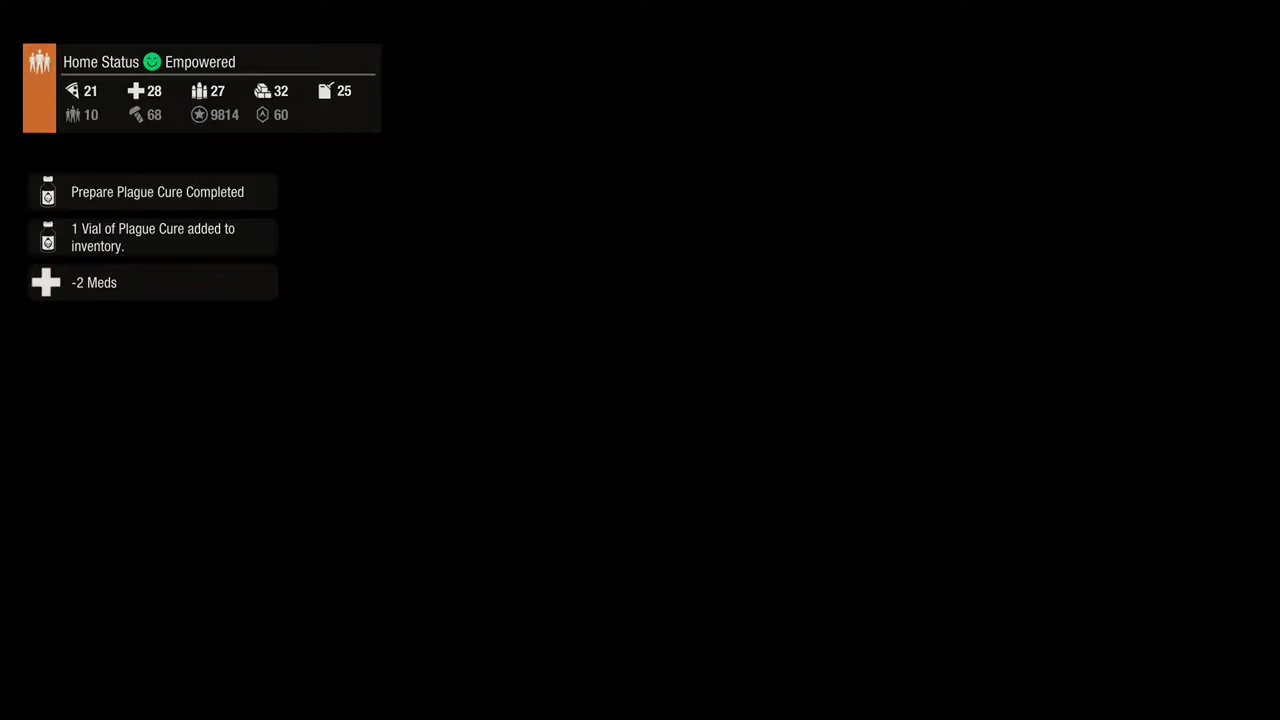 Home Status Empowered
21 28 27 32 25
10 68 9814 60
Prepare Plague Cure Completed
1 Vial of Plague Cure added to
inventory.
-2 Meds